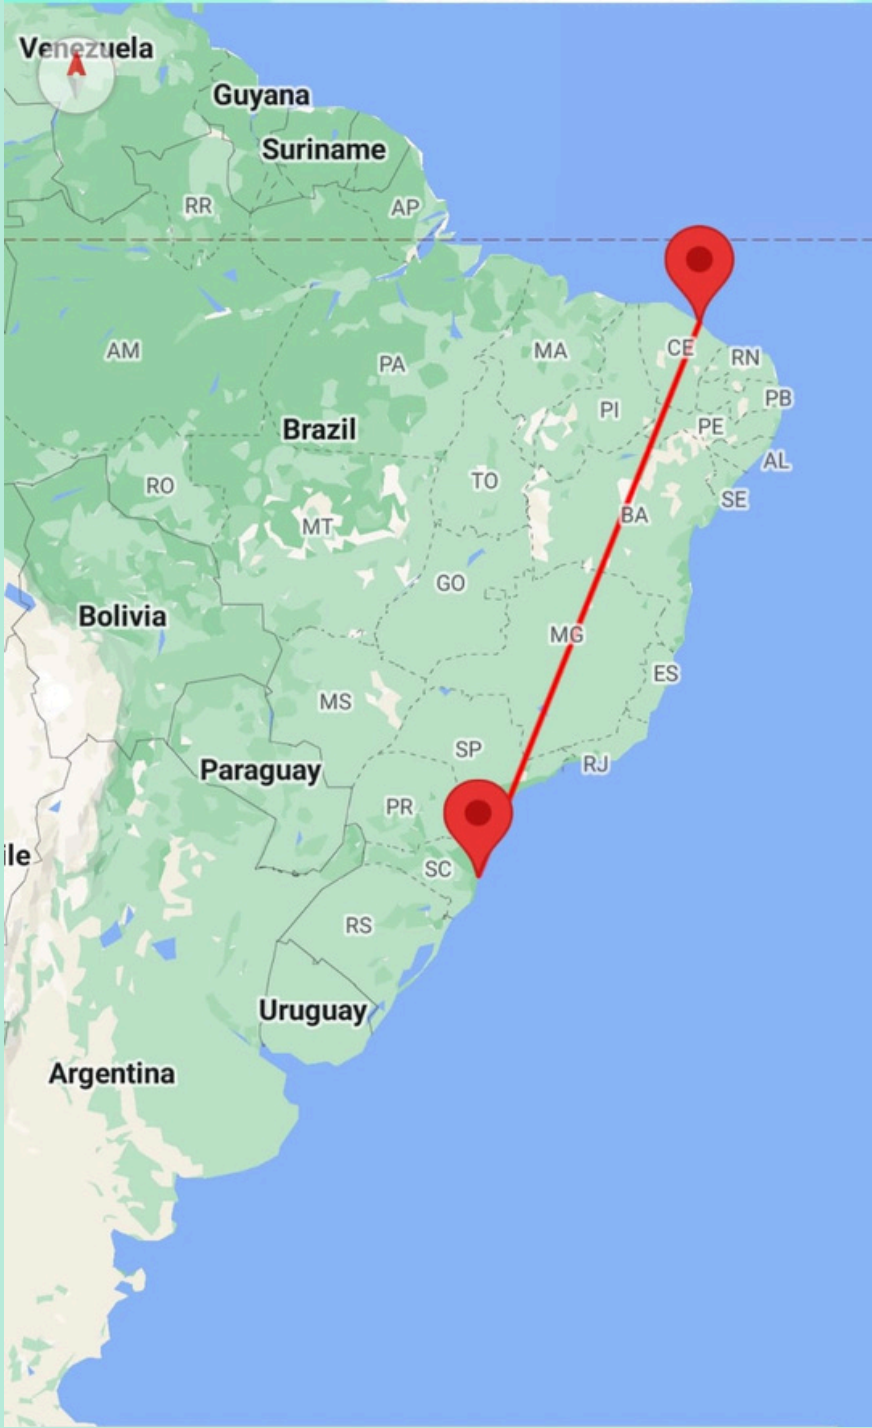 Venezuela
Guyana
Suriname
RR
AP
AM
PA
MA
CE
RN
PI
PB
PE
Brazil
AL
RO
TO
SE
MT
BA
GO
Bolivia
MG
MS
ES
SP
RJ
Paraguay
PR
ile
SC
RS
Uruguay
Argentina